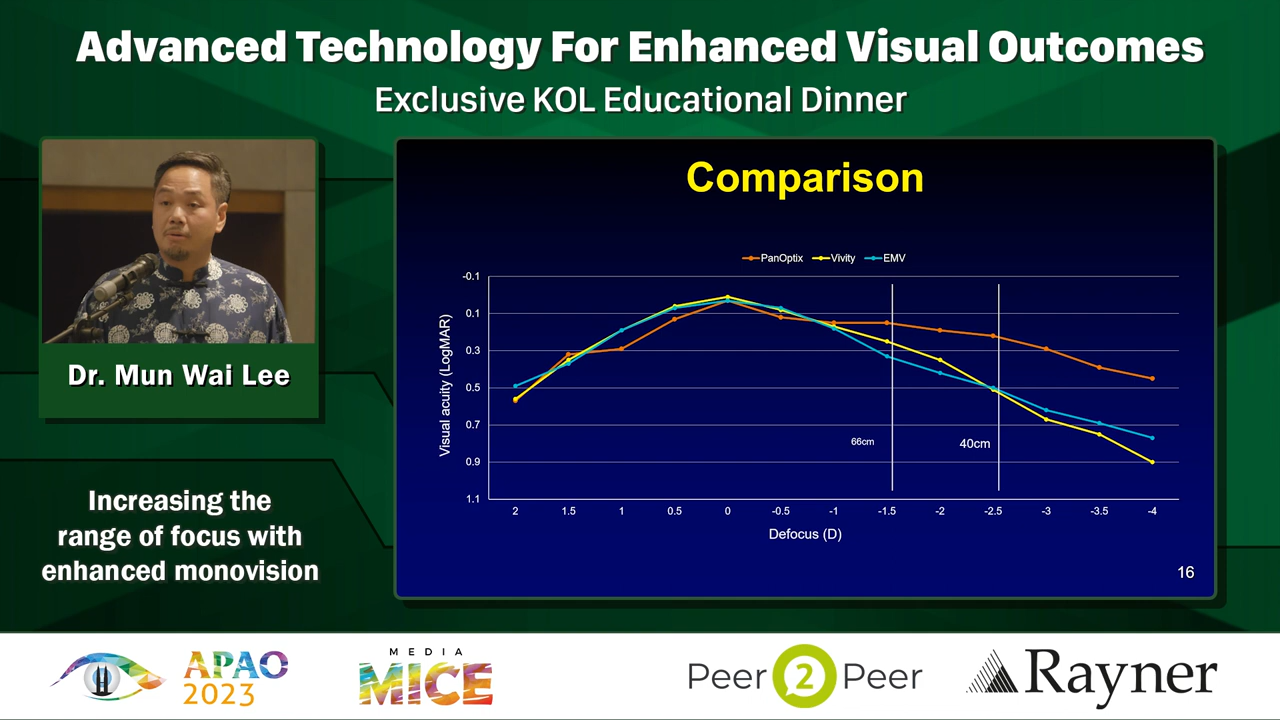 Advanced Technology For Enhanced Visual Outcomes
Exclusive KOL Educational Dinner
Dr. Mun Wai Lee
Increasing the
range of focus with
enhanced monovision
Comparison
PanOptix Vivity EMV
Visual acuity (LogMAR)
-0.1
0.1
0.3
0.5
0.7
0.9
1.1
66cm
40cm
2 1.5 1 0.5 0 -0.5 -1 -1.5 -2 -2.5 -3 -3.5 -4
Defocus (D)
16
APAO
2023
MEDIA
MICE
Peer 2 Peer
Rayner